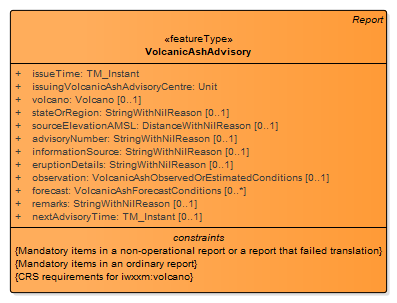 Report
«featureType»
VolcanicAshAdvisory
+ issueTime: TM_Instant
+ issuingVolcanicAshAdvisoryCentre: Unit
+ volcano: Volcano [0..1]
+ stateOrRegion: StringWithNilReason [0..1]
+ sourceElevationAMSL: DistanceWithNilReason [0..1]
+ advisoryNumber: StringWithNilReason [0..1]
+ informationSource: StringWithNilReason [0..1]
+ eruptionDetails: StringWithNilReason [0..1]
+ observation: VolcanicAshObservedOrEstimatedConditions [0..1]
+ forecast: VolcanicAshForecastConditions [0..*]
+ remarks: StringWithNilReason [0..1]
+ nextAdvisoryTime: TM_Instant [0..1]
constraints
{Mandatory items in a non-operational report or a report that failed translation}
{Mandatory items in an ordinary report}
{CRS requirements for iwxxm:volcano}